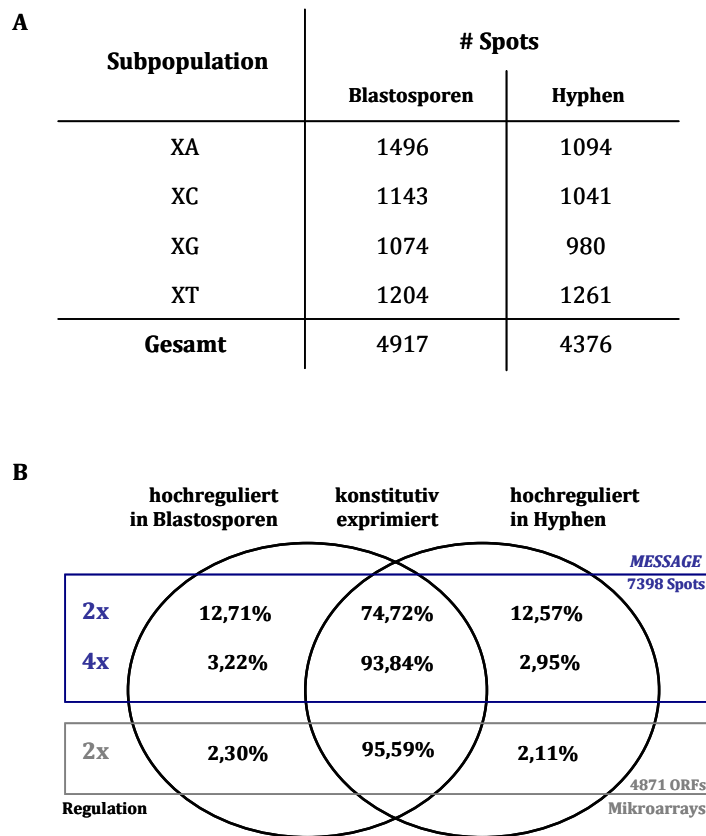 A
Subpopulation
# Spots
Blastosporen Hyphen
XA 1496 1094
XC 1143 1041
XG 1074 980
XT 1204 1261
Gesamt 4917 4376
B
hochreguliert in Blastosporen
konstitutiv exprimiert
hochreguliert in Hyphen
MESSAGE
7398 Spots
2x 12,71% 74,72% 12,57%
4x 3,22% 93,84% 2,95%
2x 2,30% 95,59% 2,11%
4871 ORFs
Regulation Mikroarrays